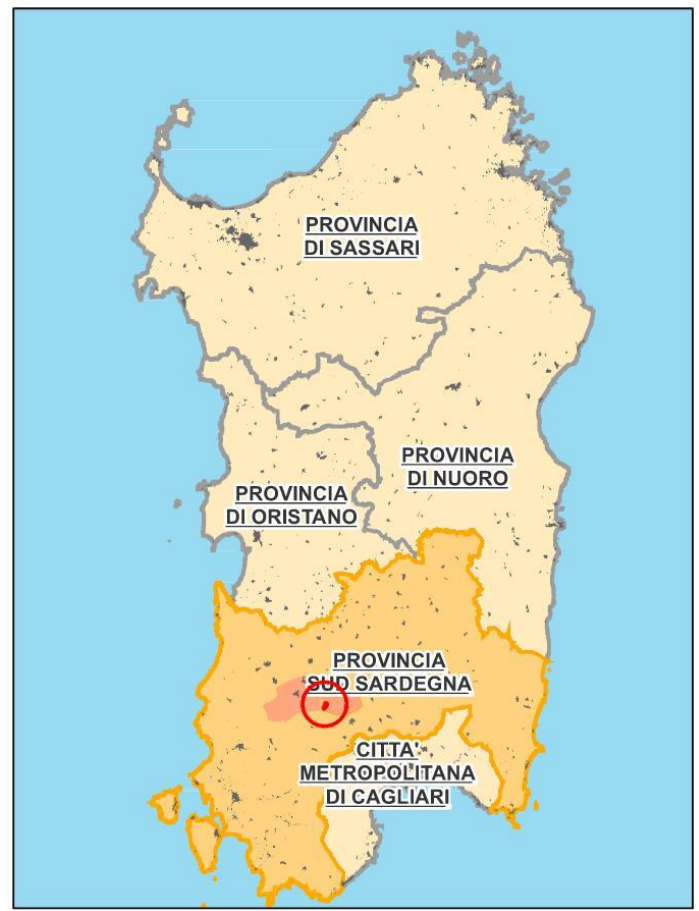 PROVINCIA
DI SASSARI
PROVINCIA
DI NUORO
PROVINCIA
DI ORISTANO
PROVINCIA
SUD SARDEGNA
CITTA'
METROPOLITANA
DI CAGLIARI